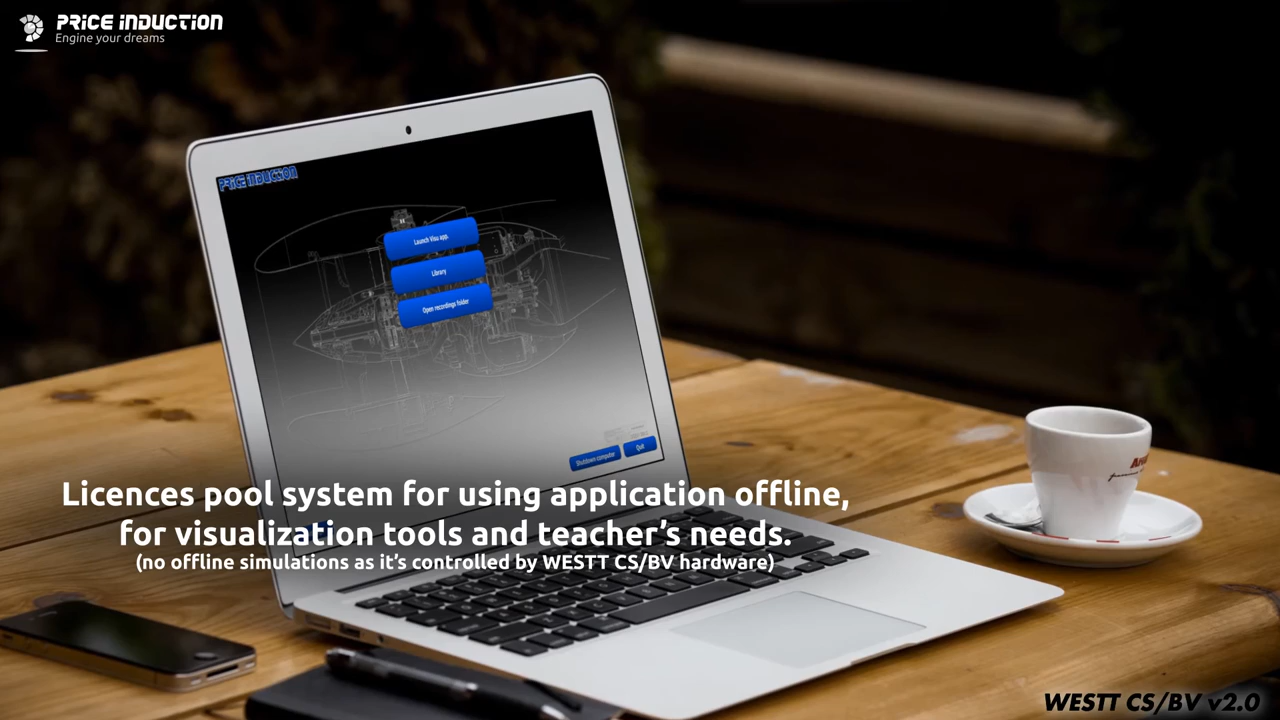 PRICE INDUCTION
Engine your dreams
PRICE INDUCTION
Launch Visu app.
Library
Open recordings folder
Shutdown computer
Quit
Licences pool system for using application offline,
for visualization tools and teacher's needs.
(no offline simulations as it's controlled by WESTT CS/BV hardware)
WESTT CS/BV v2.0